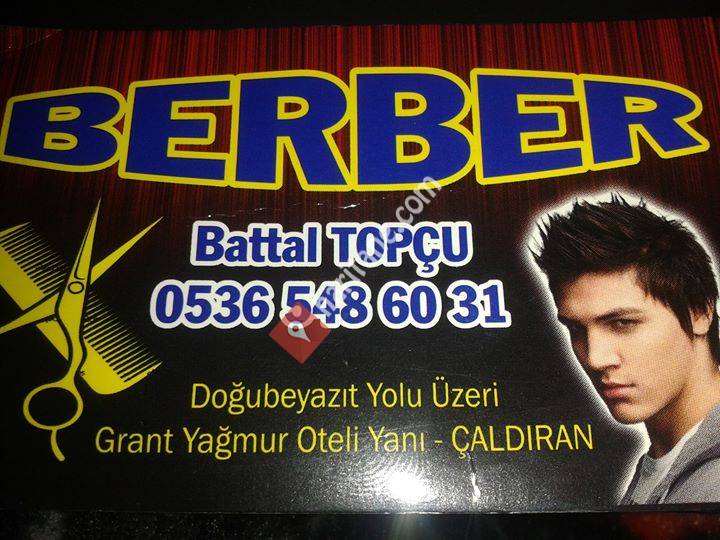 BERBER
Battal TOPÇU
0536 548 60 31
Doğubeyazıt Yolu Üzeri
Grant Yağmur Oteli Yanı - ÇALDIRAN